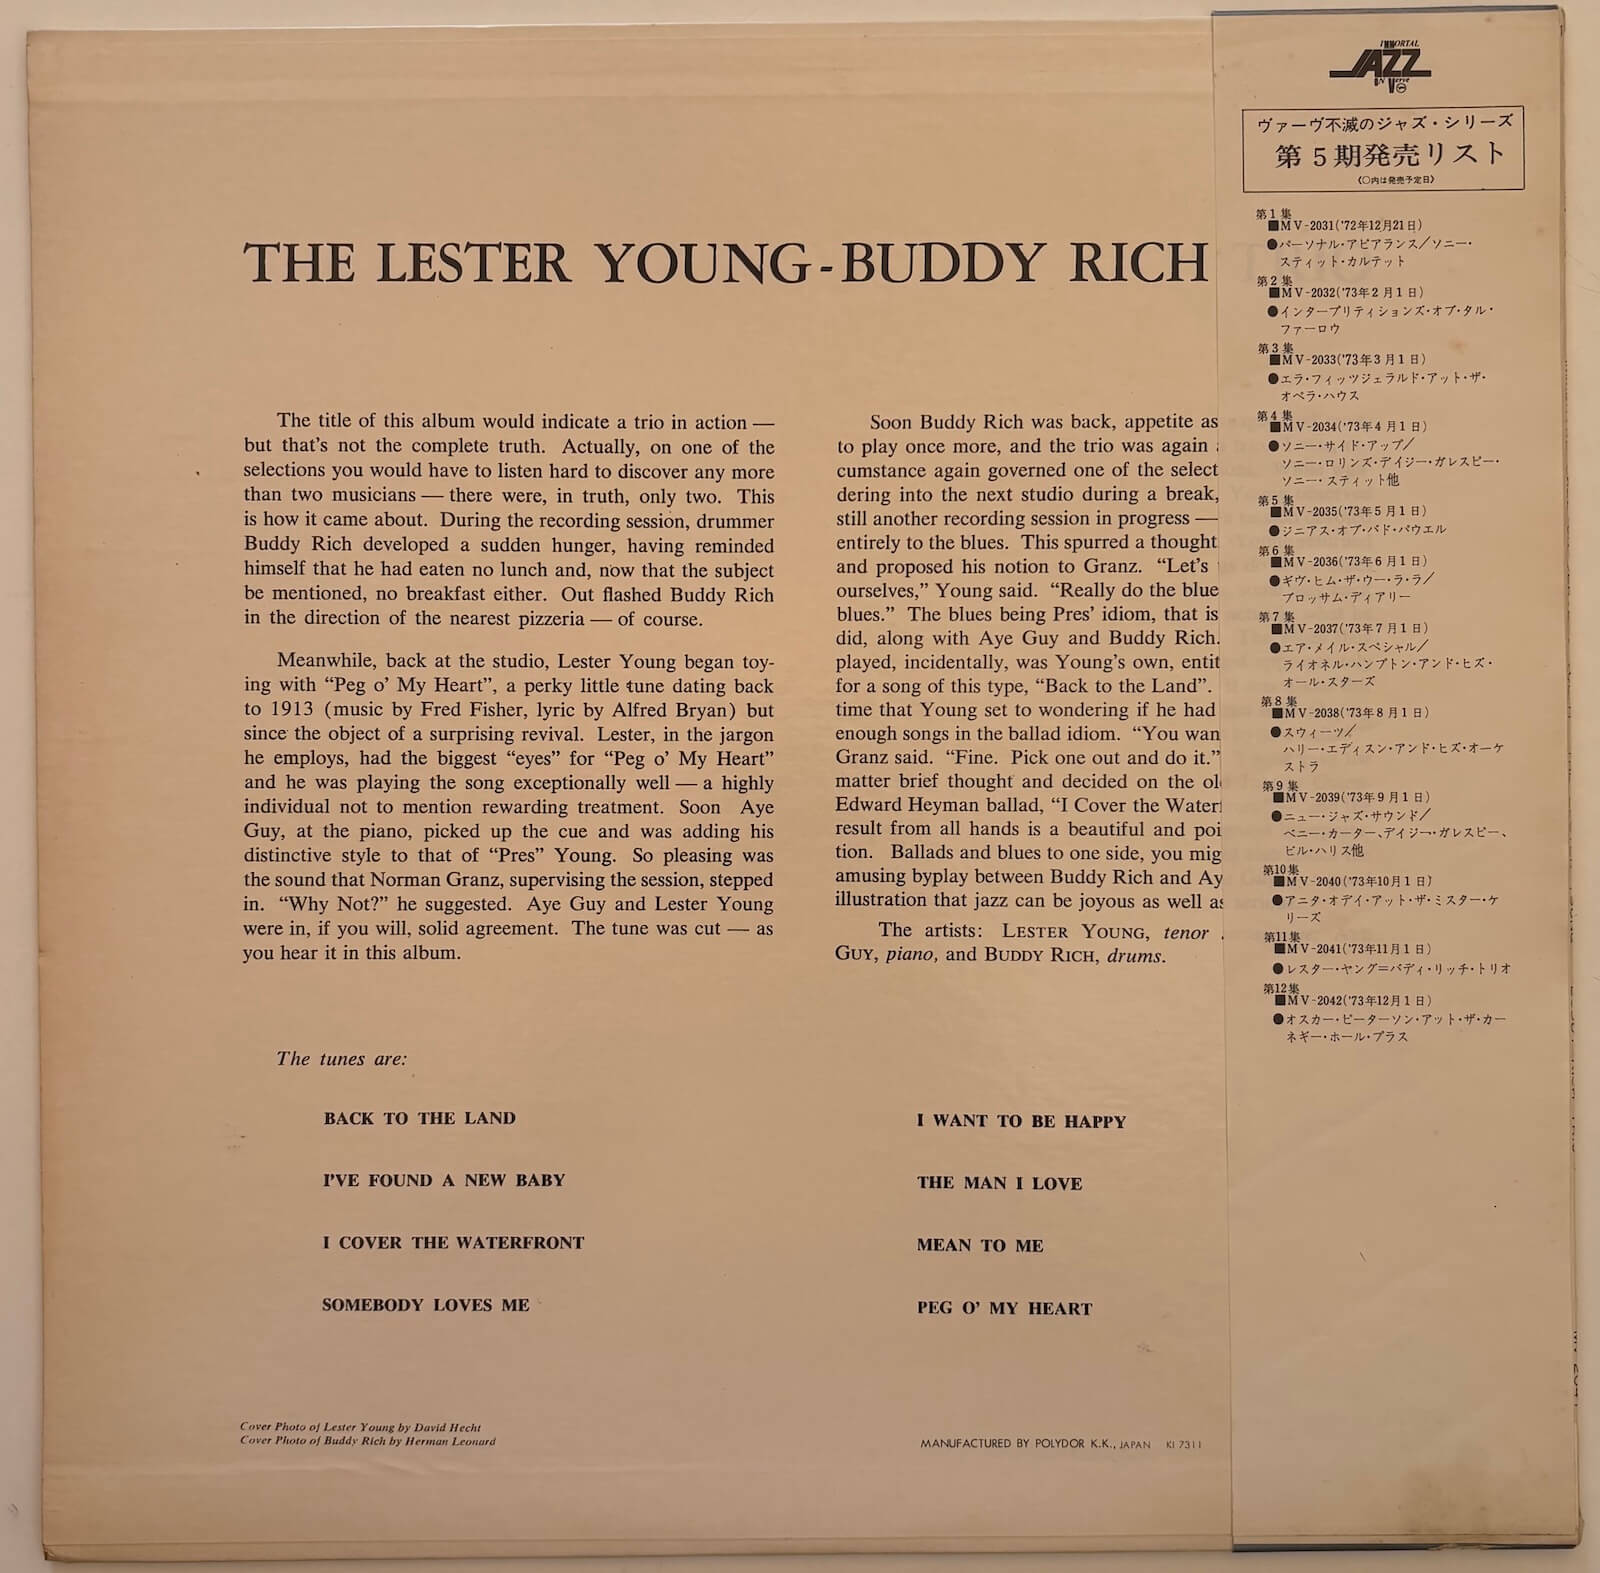 THE LESTER YOUNG-BUDDY RICH
The title of this album would indicate a trio in action —
but that's not the complete truth. Actually, on one of the
selections you would have to listen hard to discover any more
than two musicians — there were, in truth, only two. This
is how it came about. During the recording session, drummer
Buddy Rich developed a sudden hunger, having reminded
himself that he had eaten no lunch and, now that the subject
be mentioned, no breakfast either. Out flashed Buddy Rich
in the direction of the nearest pizzeria — of course.
Meanwhile, back at the studio, Lester Young began toy-
ing with “Peg o’ My Heart”, a perky little tune dating back
to 1913 (music by Fred Fisher, lyric by Alfred Bryan) but
since the object of a surprising revival. Lester, in the jargon
he employs, had the biggest “eyes” for “Peg o’ My Heart”
and he was playing the song exceptionally well — a highly
individual not to mention rewarding treatment. Soon Aye
Guy, at the piano, picked up the cue and was adding his
distinctive style to that of “Pres” Young. So pleasing was
the sound that Norman Granz, supervising the session, stepped
in. “Why Not?” he suggested. Aye Guy and Lester Young
were in, if you will, solid agreement. The tune was cut — as
you hear it in this album.
Soon Buddy Rich was back, appetite as
to play once more, and the trio was again
cumstance again governed one of the select
dering into the next studio during a break,
still another recording session in progress —
entirely to the blues. This spurred a thought
and proposed his notion to Granz. “Let's
ourselves,” Young said. “Really do the blue
blues.” The blues being Pres’ idiom, that is
did, along with Aye Guy and Buddy Rich.
played, incidentally, was Young’s own, entit
for a song of this type, “Back to the Land”.
time that Young set to wondering if he had
enough songs in the ballad idiom. “You wan
Granz said. “Fine. Pick one out and do it.”
matter brief thought and decided on the ol
Edward Heyman ballad, “I Cover the Water
result from all hands is a beautiful and poi
tion. Ballads and blues to one side, you mig
amusing byplay between Buddy Rich and Ay
illustration that jazz can be joyous as well as
The artists: LESTER YOUNG, tenor
GUY, piano, and BUDDY RICH, drums.
The tunes are:
BACK TO THE LAND
I'VE FOUND A NEW BABY
I COVER THE WATERFRONT
SOMEBODY LOVES ME
I WANT TO BE HAPPY
THE MAN I LOVE
MEAN TO ME
PEG O' MY HEART
Cover Photo of Lester Young by David Hecht
Cover Photo of Buddy Rich by Herman Leonard
MANUFACTURED BY POLYDOR K.K., JAPAN KI 7311
IMMORTAL
JAZZ
ON Verve
ヴァーヴ不滅のジャズ・シリーズ
第5期発売リスト
《○内は発売予定日》
第1集
■MV-2031('72年12月21日)
●パーソナル・アピアランス/ソニー・
スティット・カルテット
第2集
■MV-2032('73年2月1日)
●インタープリティションズ・オブ・タル・
ファーロウ
第3集
■MV-2033('73年3月1日)
●エラ・フィッツジェラルド・アット・ザ・
オペラ・ハウス
第4集
■MV-2034('73年4月1日)
●ソニー・サイド・アップ/
ソニー・ロリンズ・デイジー・ガレスピー・
ソニー・スティット他
第5集
■MV-2035('73年5月1日)
●ジニアス・オブ・バド・パウエル
第6集
■MV-2036('73年6月1日)
●ギヴ・ヒム・ザ・ウー・ラ・ラ/
ブロッサム・ディアリー
第7集
■MV-2037('73年7月1日)
●エア・メイル・スペシャル/
ライオネル・ハンプトン・アンド・ヒズ・
オール・スターズ
第8集
■MV-2038('73年8月1日)
●スウィーツ/
ハリー・エディスン・アンド・ヒズ・オーケ
ストラ
第9集
■MV-2039('73年9月1日)
●ニュー・ジャズ・サウンド/
ベニー・カーター、デイジー・ガレスピー、
ビル・ハリス他
第10集
■MV-2040('73年10月1日)
●アニタ・オデイ・アット・ザ・ミスター・ケ
リーズ
第11集
■MV-2041('73年11月1日)
●レスター・ヤング=バディ・リッチ・トリオ
第12集
■MV-2042('73年12月1日)
●オスカー・ピーターソン・アット・ザ・カー
ネギー・ホール・プラス